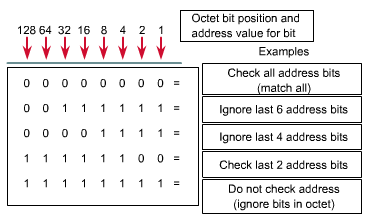 Octet bit position and
address value for bit
128 64 32 16 8 4 2 1
Examples
0 0 0 0 0 0 0 0 =
Check all address bits
(match all)
0 0 1 1 1 1 1 1 =
Ignore last 6 address bits
0 0 0 0 1 1 1 1 =
Ignore last 4 address bits
1 1 1 1 1 1 0 0 =
Check last 2 address bits
1 1 1 1 1 1 1 1 =
Do not check address
(ignore bits in octet)